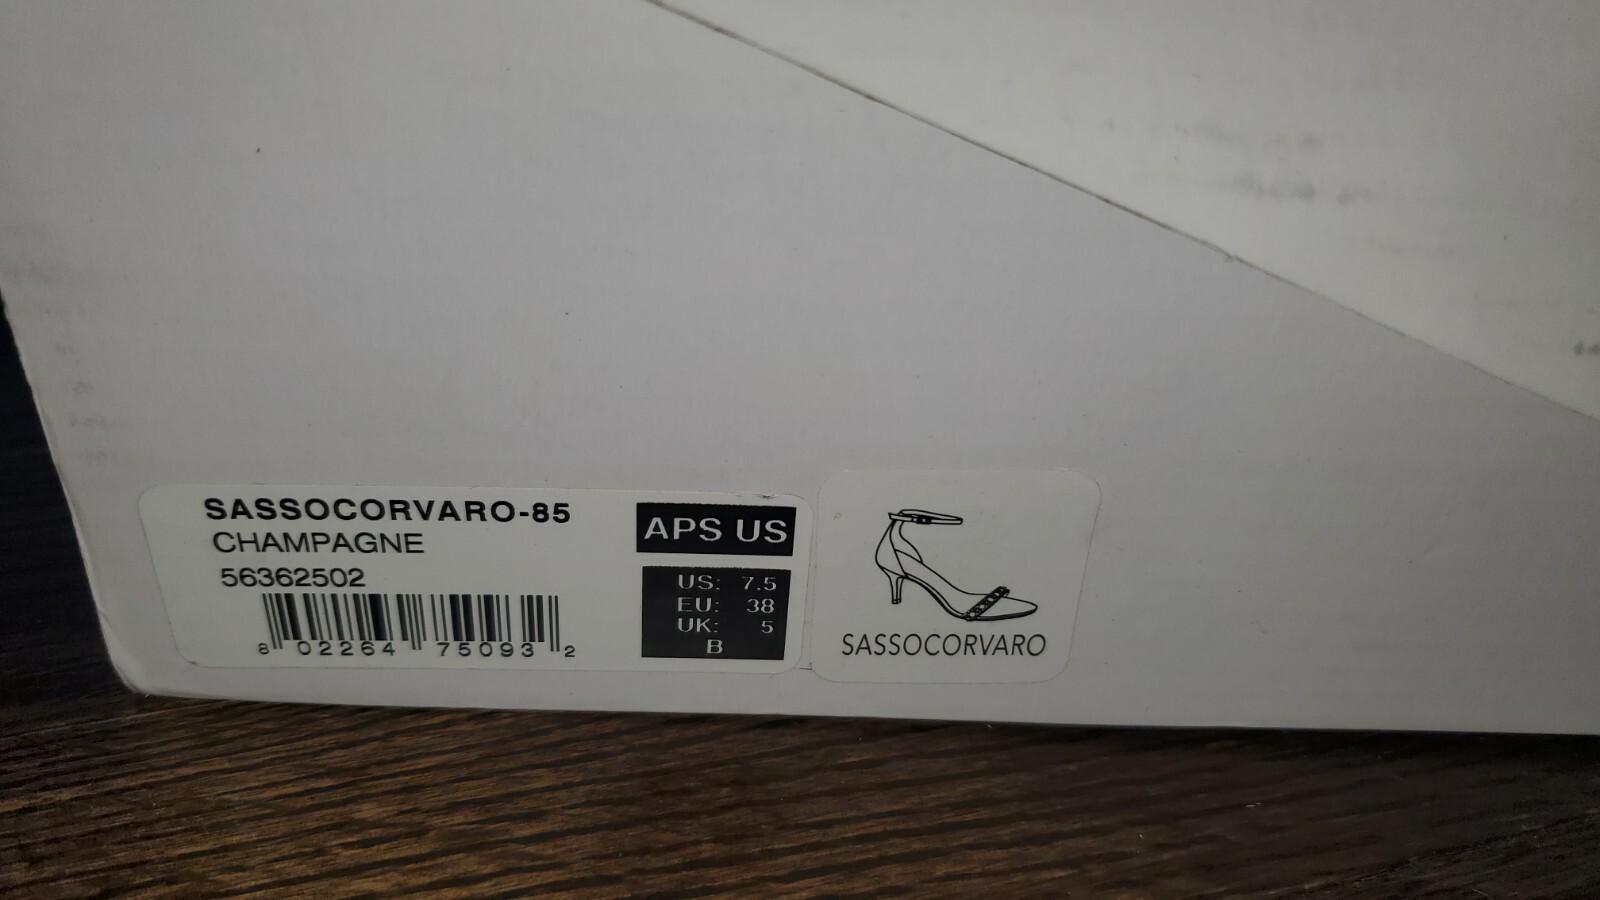 SASSOCORVARO-85
CHAMPAGNE
56362502
8 02264 75093 2
APS US
US: 7.5
EU: 38
UK: 5
B
SASSOCORVARO